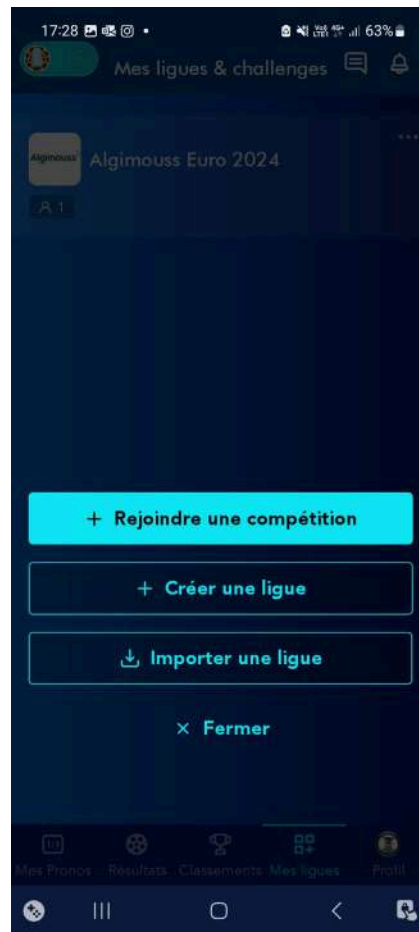 17:28
63%
Mes ligues & challenges
Algimouss
Algimouss Euro 2024
1
+ Rejoindre une compétition
+ Créer une ligue
Importer une ligue
× Fermer
Mes Pronos Résultats Classements Mes ligues Profil